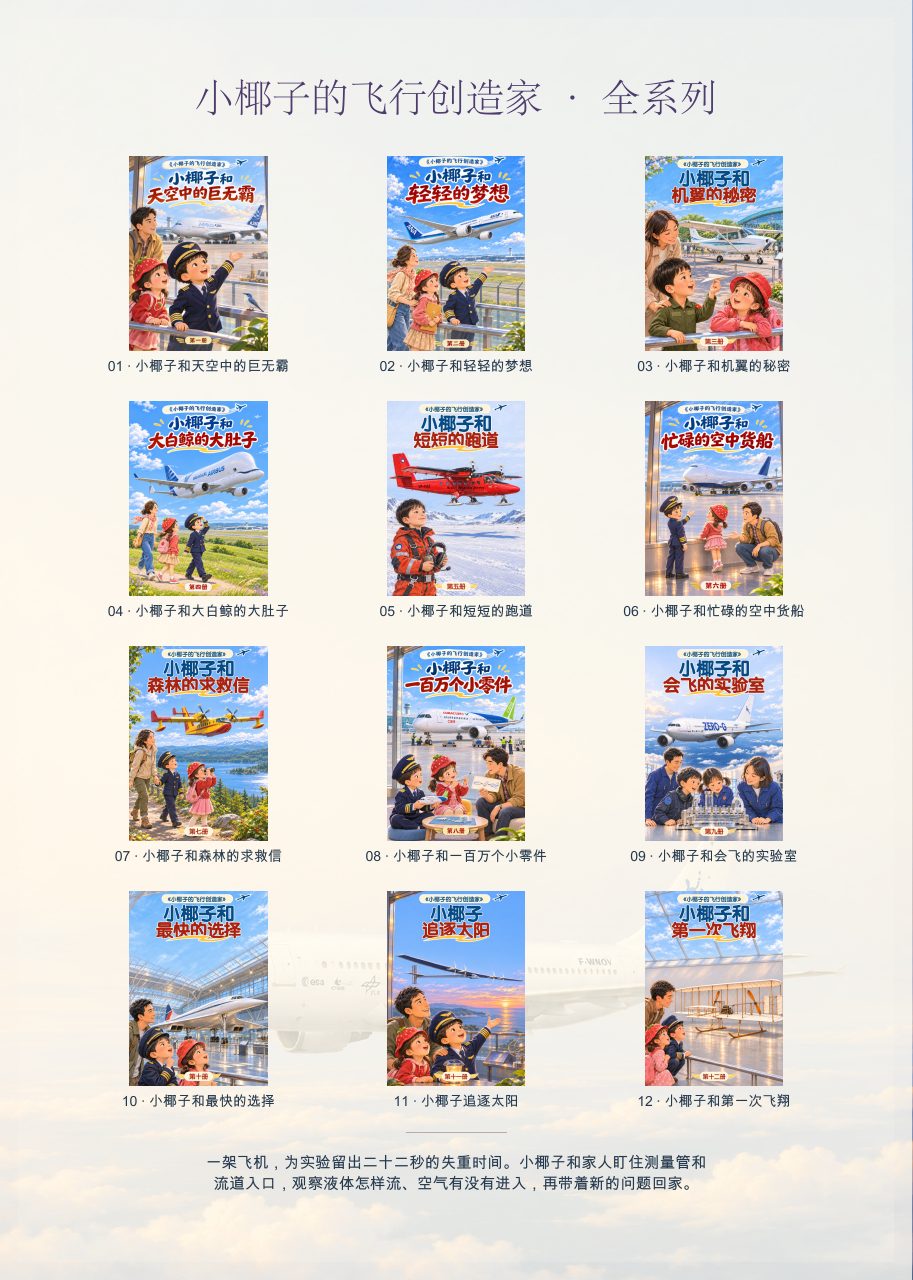 小椰子的飞行创造家 · 全系列
《小椰子的飞行创造家》
小椰子和
天空中的巨无霸
第一册
01 · 小椰子和天空中的巨无霸
《小椰子的飞行创造家》
小椰子和
轻轻的梦想
ANA
第二册
02 · 小椰子和轻轻的梦想
《小椰子的飞行创造家》
小椰子和
机翼的秘密
第三册
03 · 小椰子和机翼的秘密
《小椰子的飞行创造家》
小椰子和
大白鲸的大肚子
AIRBUS
第四册
04 · 小椰子和大白鲸的大肚子
《小椰子的飞行创造家》
小椰子和
短短的跑道
第五册
05 · 小椰子和短短的跑道
《小椰子的飞行创造家》
小椰子和
忙碌的空中货船
第六册
06 · 小椰子和忙碌的空中货船
《小椰子的飞行创造家》
小椰子和
森林的求救信
第七册
07 · 小椰子和森林的求救信
《小椰子的飞行创造家》
小椰子和
一百万个小零件
第八册
08 · 小椰子和一百万个小零件
《小椰子的飞行创造家》
小椰子和
会飞的实验室
ZERO-G
第九册
09 · 小椰子和会飞的实验室
《小椰子的飞行创造家》
小椰子和
最快的选择
第十册
10 · 小椰子和最快的选择
《小椰子的飞行创造家》
小椰子
追逐太阳
第十一册
11 · 小椰子追逐太阳
《小椰子的飞行创造家》
小椰子和
第一次飞翔
第十二册
12 · 小椰子和第一次飞翔
esa
DLR
F-WNOV
一架飞机，为实验留出二十二秒的失重时间。小椰子和家人盯住测量管和
流道入口，观察液体怎样流、空气有没有进入，再带着新的问题回家。